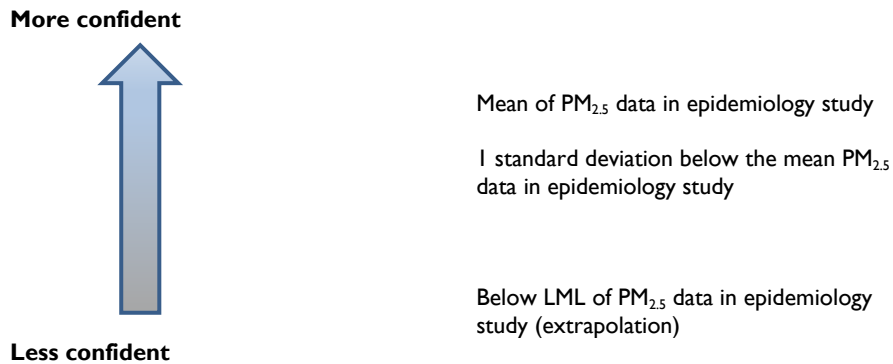 More confident
Mean of PM2.5 data in epidemiology study
1 standard deviation below the mean PM2.5
data in epidemiology study
Below LML of PM2.5 data in epidemiology
study (extrapolation)
Less confident